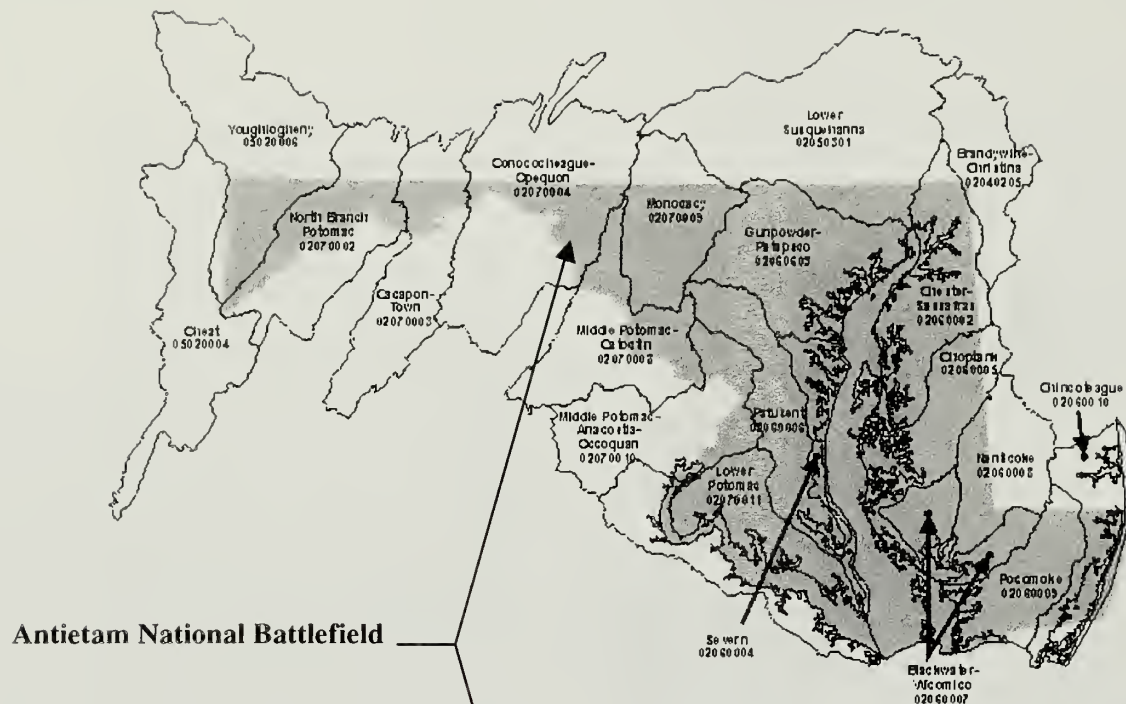 Youghiogheny
05020006
Lower
Susquehanna
02050301
Conococheague-
Opequon
02070004
Brandywine-
Christina
02040205
Monocacy
02070009
North Branch
Potomac
02070002
Gunpowder-
Patapsco
02060003
Cacapon-
Town
02070003
Chester-
Sassafras
02060002
Cheat
05020004
Middle Potomac-
Catoctin
02070008
Choptank
02060005
Chincoteague
02060010
Middle Potomac-
Anacostia-
Occoquan
02070010
Patuxent
02060006
Nanticoke
02060008
Lower
Potomac
02070011
Pocomoke
02060009
Antietam National Battlefield
Severn
02060004
Blackwater-
Wicomico
02060007